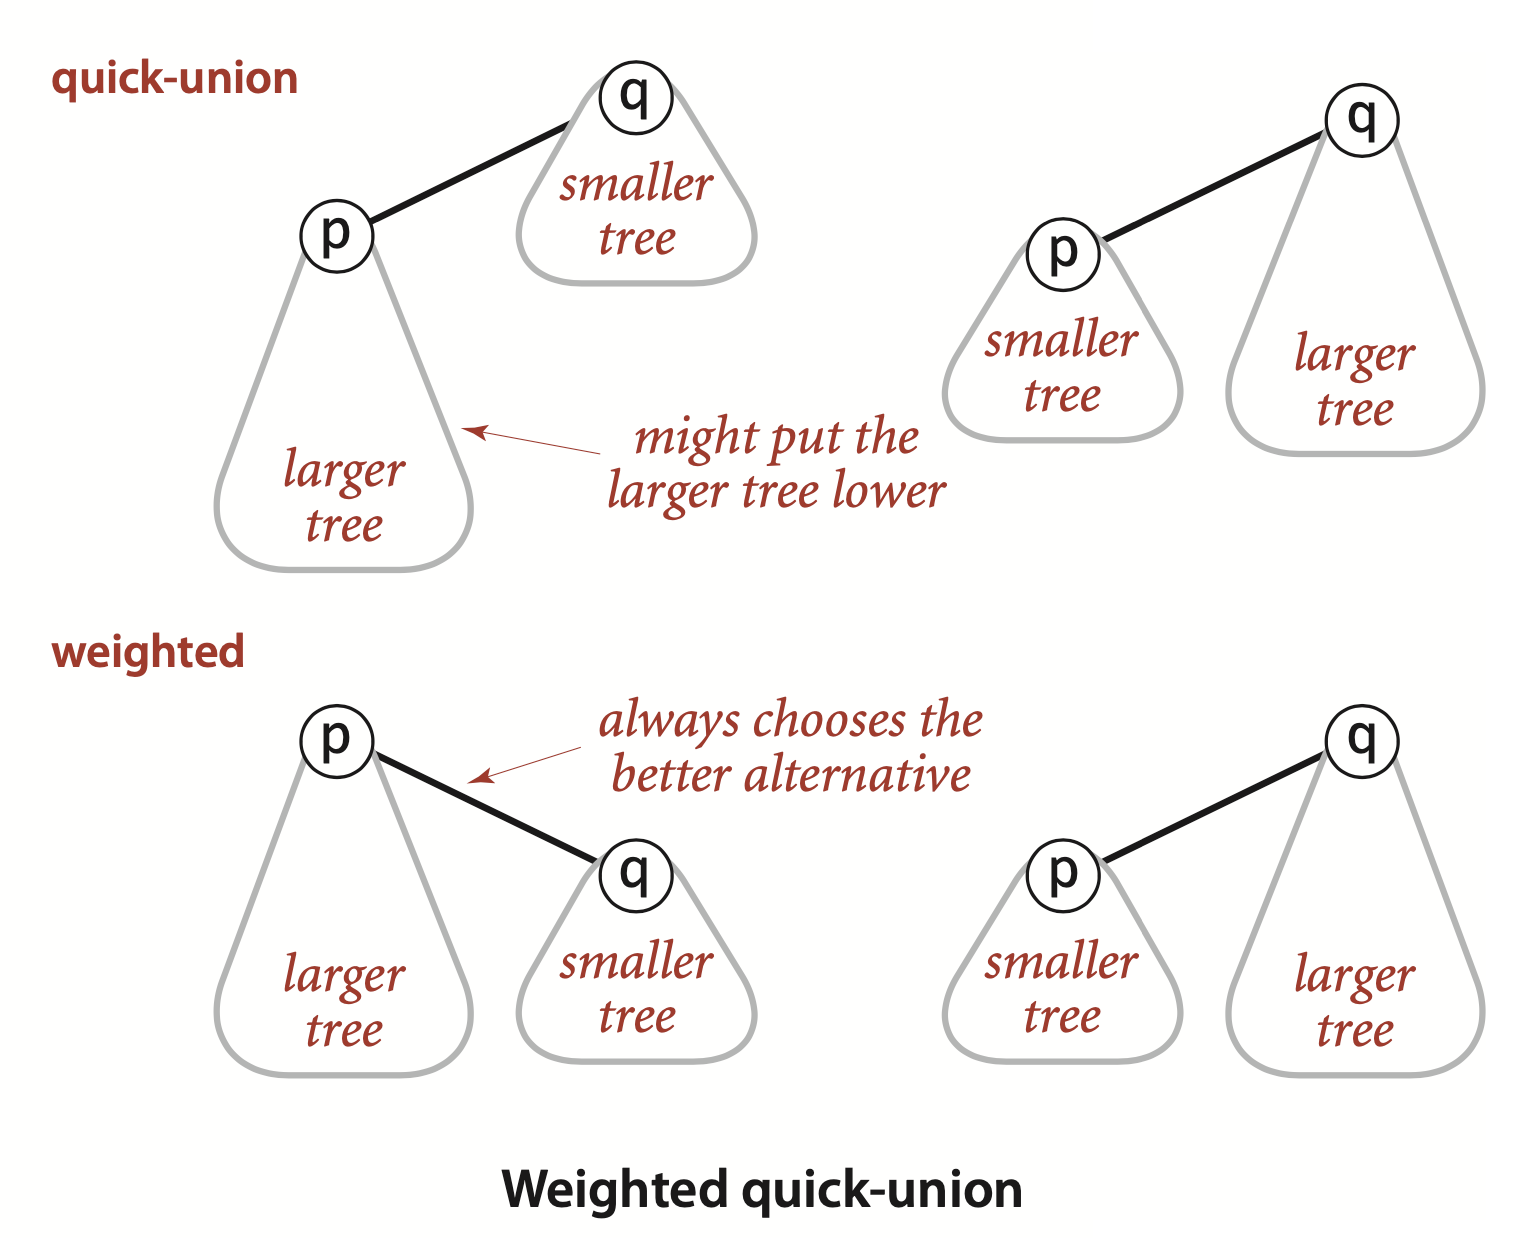 quick-union
q
smaller
tree
p
larger
tree
might put the
larger tree lower
q
p
smaller
tree
larger
tree
weighted
p
larger
tree
always chooses the
better alternative
q
smaller
tree
q
p
smaller
tree
larger
tree
Weighted quick-union